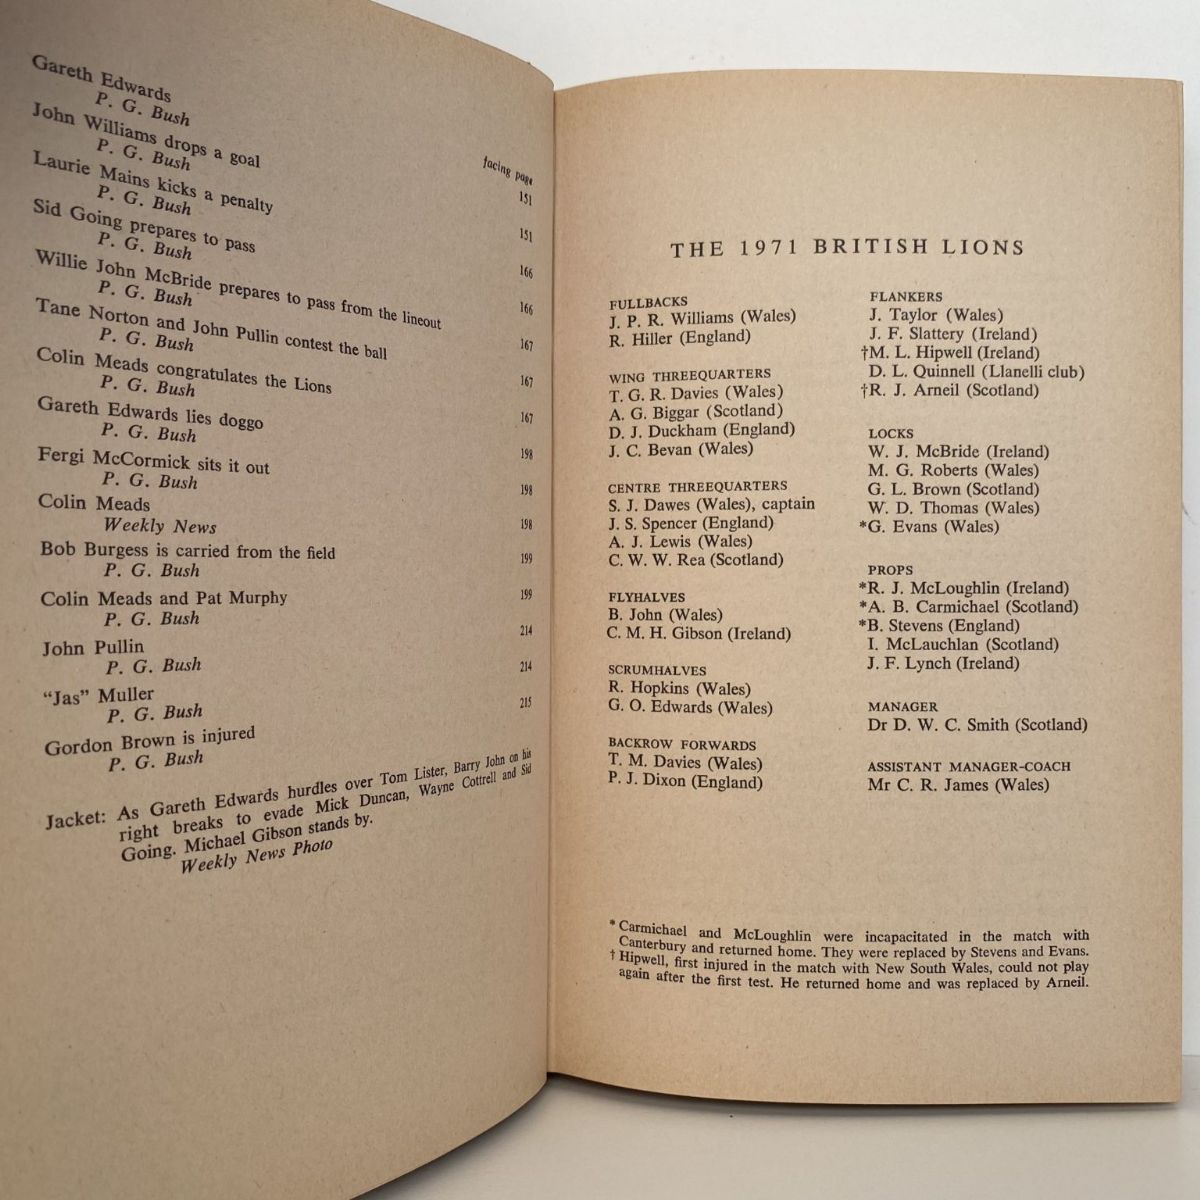 facing page
Gareth Edwards 151
P. G. Bush
John Williams drops a goal 151
P. G. Bush
Laurie Mains kicks a penalty 166
P. G. Bush
Sid Going prepares to pass 166
P. G. Bush
Willie John McBride prepares to pass from the lineout 167
P. G. Bush
Tane Norton and John Pullin contest the ball 167
P. G. Bush
Colin Meads congratulates the Lions 167
P. G. Bush
Gareth Edwards lies doggo 198
P. G. Bush
Fergi McCormick sits it out 198
P. G. Bush
Colin Meads 198
Weekly News
Bob Burgess is carried from the field 199
P. G. Bush
Colin Meads and Pat Murphy 199
P. G. Bush
John Pullin 214
P. G. Bush
"Jas" Muller 214
P. G. Bush
Gordon Brown is injured 215
P. G. Bush
Jacket: As Gareth Edwards hurdles over Tom Lister, Barry John on his
right breaks to evade Mick Duncan, Wayne Cottrell and Sid
Going. Michael Gibson stands by.
Weekly News Photo
THE 1971 BRITISH LIONS
FULLBACKS
J. P. R. Williams (Wales)
R. Hiller (England)
WING THREEQUARTERS
T. G. R. Davies (Wales)
A. G. Biggar (Scotland)
D. J. Duckham (England)
J. C. Bevan (Wales)
CENTRE THREEQUARTERS
S. J. Dawes (Wales), captain
J. S. Spencer (England)
A. J. Lewis (Wales)
C. W. W. Rea (Scotland)
FLYHALVES
B. John (Wales)
C. M. H. Gibson (Ireland)
SCRUMHALVES
R. Hopkins (Wales)
G. O. Edwards (Wales)
BACKROW FORWARDS
T. M. Davies (Wales)
P. J. Dixon (England)
FLANKERS
J. Taylor (Wales)
J. F. Slattery (Ireland)
†M. L. Hipwell (Ireland)
D. L. Quinnell (Llanelli club)
†R. J. Arneil (Scotland)
LOCKS
W. J. McBride (Ireland)
M. G. Roberts (Wales)
G. L. Brown (Scotland)
W. D. Thomas (Wales)
*G. Evans (Wales)
PROPS
*R. J. McLoughlin (Ireland)
*A. B. Carmichael (Scotland)
*B. Stevens (England)
I. McLauchlan (Scotland)
J. F. Lynch (Ireland)
MANAGER
Dr D. W. C. Smith (Scotland)
ASSISTANT MANAGER-COACH
Mr C. R. James (Wales)
* Carmichael and McLoughlin were incapacitated in the match with
Canterbury and returned home. They were replaced by Stevens and Evans.
† Hipwell, first injured in the match with New South Wales, could not play
again after the first test. He returned home and was replaced by Arneil.